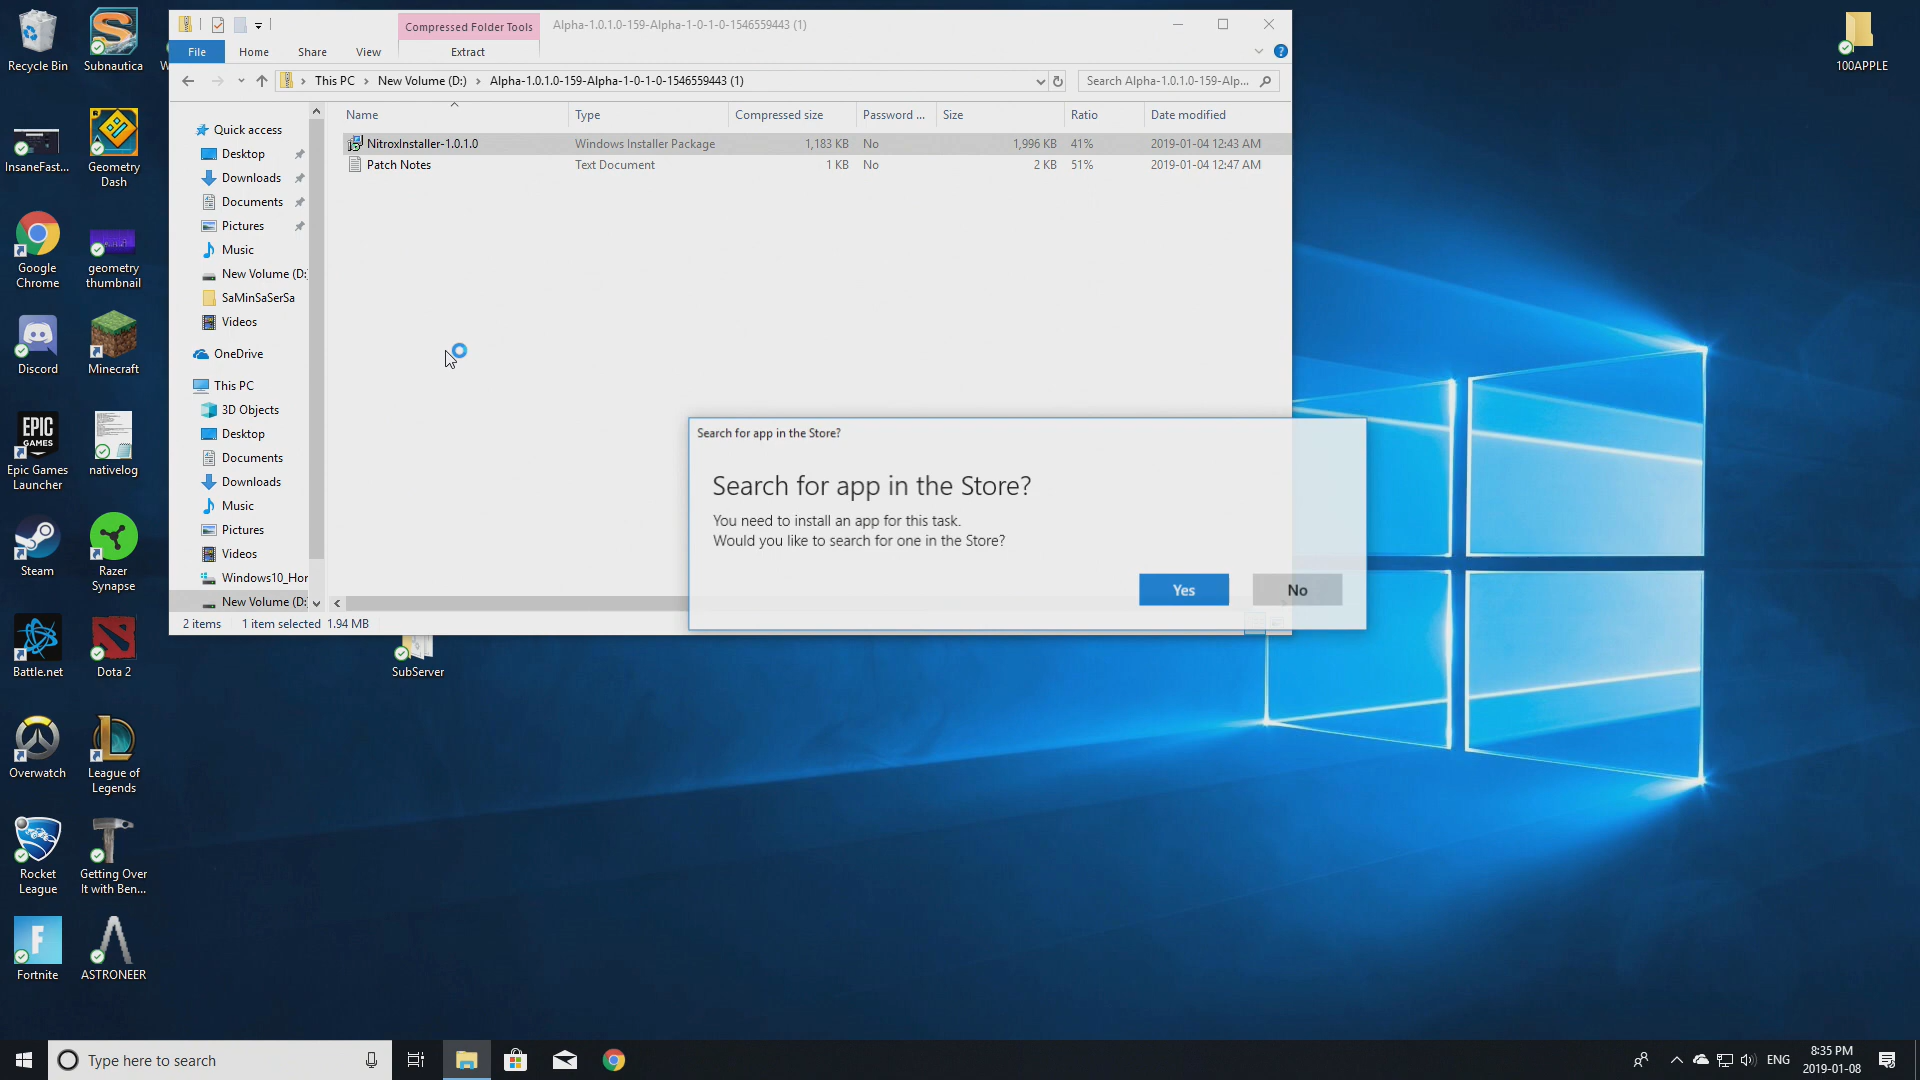 Recycle Bin
Subnautica
InsaneFast...
Geometry
Dash
Google
Chrome
geometry
thumbnail
Discord
Minecraft
EPIC
GAMES
Epic Games
Launcher
nativelog
Steam
Razer
Synapse
Battle.net
Dota 2
Overwatch
League of
Legends
Rocket
League
Getting Over
It with Ben...
Fortnite
ASTRONEER
100APPLE
SubServer
Compressed Folder Tools
Alpha-1.0.1.0-159-Alpha-1-0-1-0-1546559443 (1)
File
Home
Share
View
Extract
This PC
New Volume (D:)
Alpha-1.0.1.0-159-Alpha-1-0-1-0-1546559443 (1)
Search Alpha-1.0.1.0-159-Alp...
Quick access
Desktop
Downloads
Documents
Pictures
Music
New Volume (D:
SaMinSaSerSa
Videos
OneDrive
This PC
3D Objects
Desktop
Documents
Downloads
Music
Pictures
Videos
Windows10_Hor
New Volume (D:
Name Type Compressed size Password ... Size Ratio Date modified
NitroxInstaller-1.0.1.0 Windows Installer Package 1,183 KB No 1,996 KB 41% 2019-01-04 12:43 AM
Patch Notes Text Document 1 KB No 2 KB 51% 2019-01-04 12:47 AM
2 items 1 item selected 1.94 MB
Search for app in the Store?
Search for app in the Store?
You need to install an app for this task.
Would you like to search for one in the Store?
Yes
No
Type here to search
ENG
8:35 PM
2019-01-08